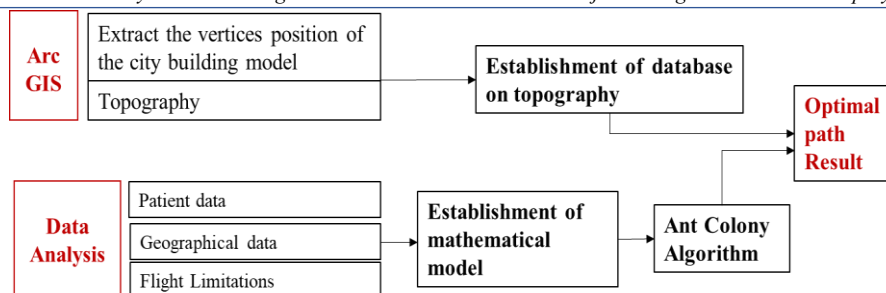 Arc
GIS
Extract the vertices position of
the city building model
Topography
Establishment of database
on topography
Optimal
path
Result
Data
Analysis
Patient data
Geographical data
Flight Limitations
Establishment of
mathematical
model
Ant Colony
Algorithm